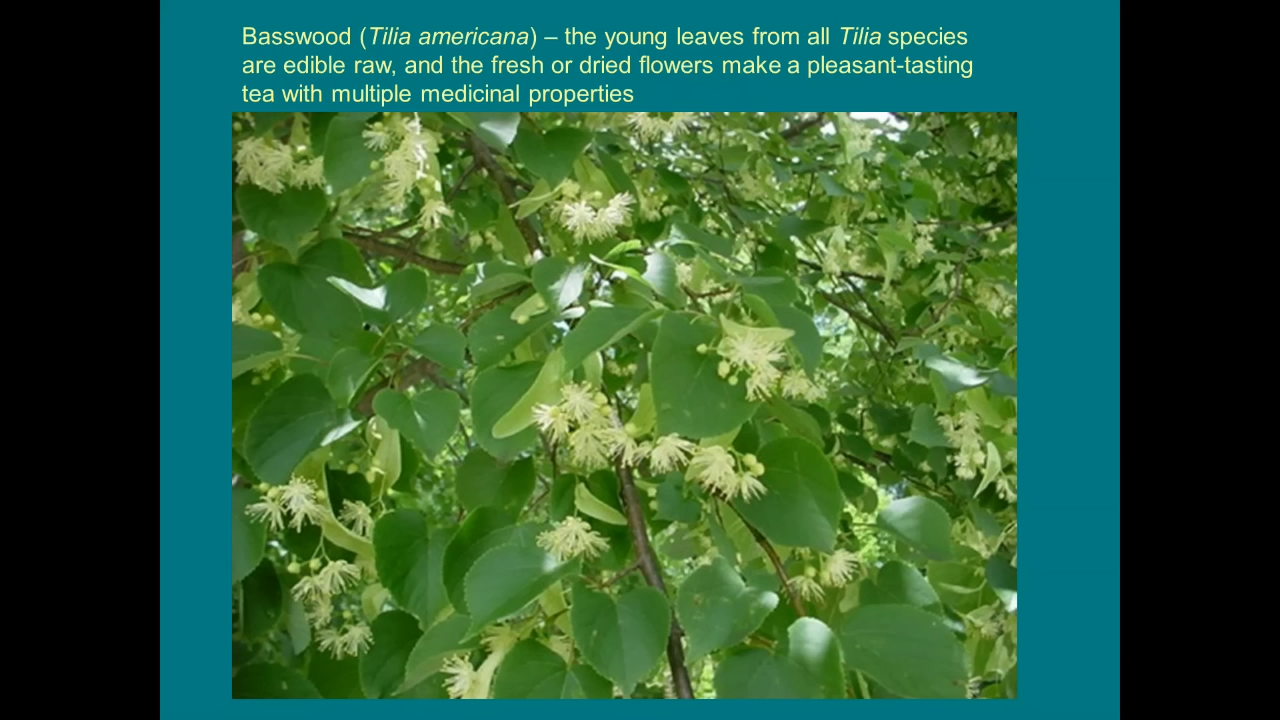 Basswood (Tilia americana) – the young leaves from all Tilia species
are edible raw, and the fresh or dried flowers make a pleasant-tasting
tea with multiple medicinal properties